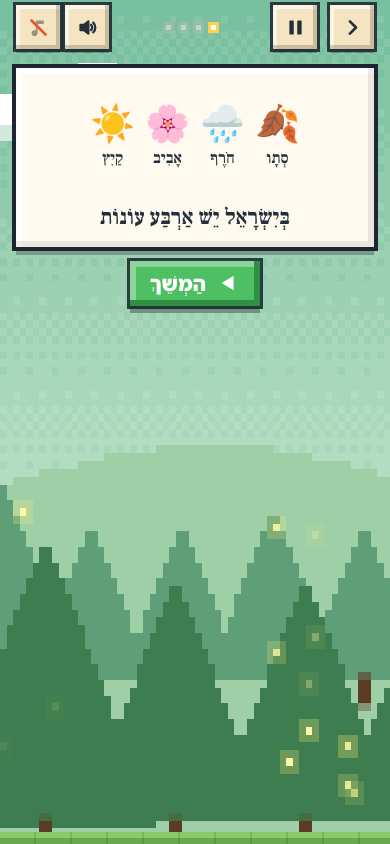 סְתָו חֹרֶף אָבִיב קַיִץ
בְּיִשְׂרָאֵל יֵשׁ אַרְבַּע עוֹנוֹת
הַמְשֵׁךְ